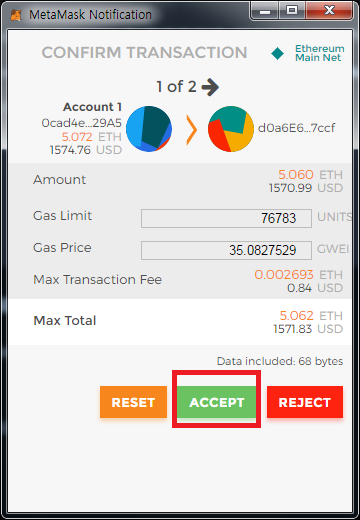 MetaMask Notification
CONFIRM TRANSACTION
Ethereum
Main Net
1 of 2
Account 1
0cad4e...29A5
5.072 ETH
1574.76 USD
d0a6E6...7ccf
Amount
5.060 ETH
1570.99 USD
Gas Limit
76783 UNITS
Gas Price
35.0827529 GWEI
Max Transaction Fee
0.002693 ETH
0.84 USD
Max Total
5.062 ETH
1571.83 USD
Data included: 68 bytes
RESET ACCEPT REJECT